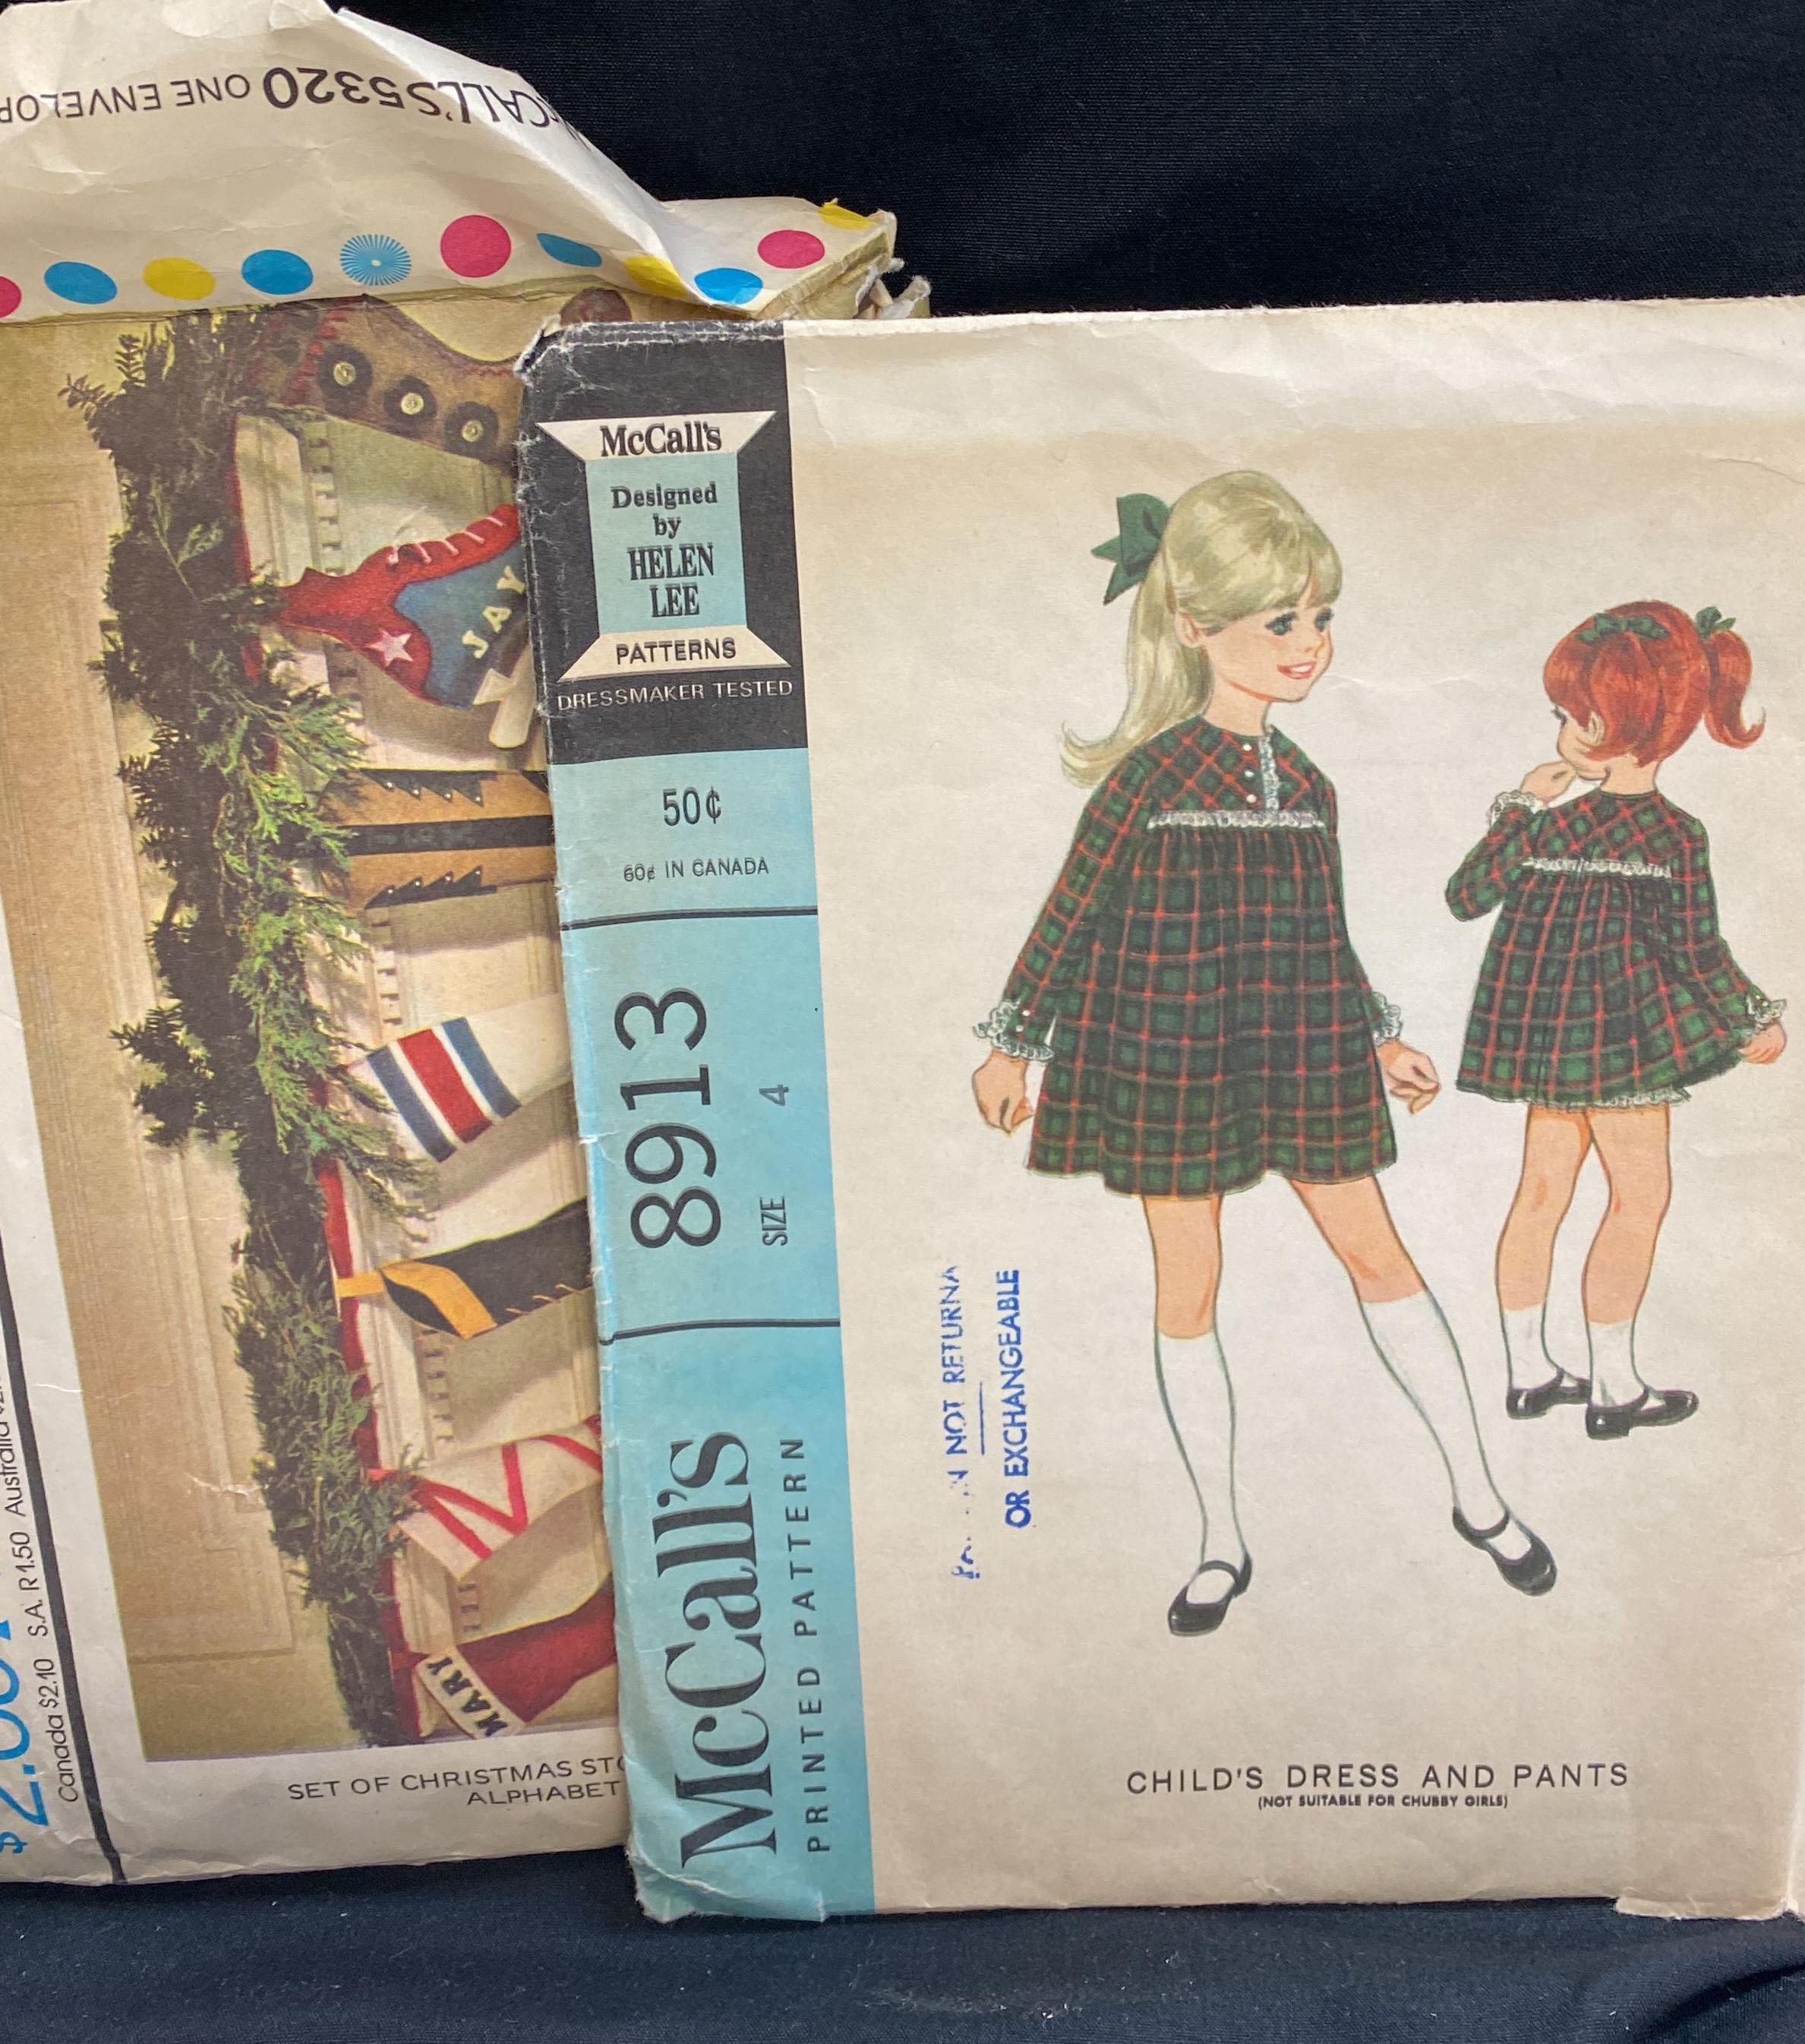 McCALL'S 5320 ONE ENVELOP
JAY
MARY
SET OF CHRISTMAS STO
ALPHABET
Canada $2.10 S.A. R1.50 Australia
McCall's
Designed
by
HELEN
LEE
PATTERNS
DRESSMAKER TESTED
50¢
60¢ IN CANADA
8913
SIZE 4
McCall's
PRINTED PATTERN
NOT RETURNA
OR EXCHANGEABLE
CHILD'S DRESS AND PANTS
(NOT SUITABLE FOR CHUBBY GIRLS)